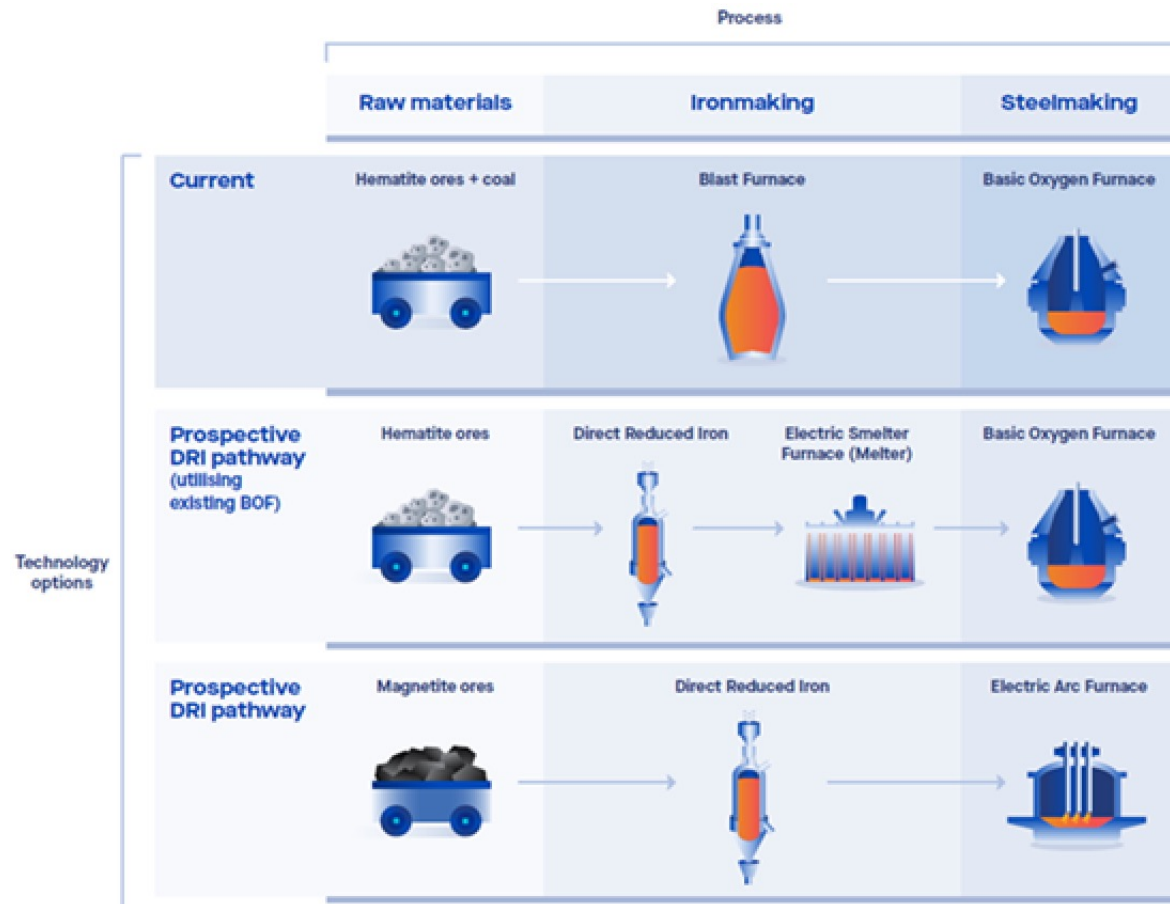 Process
Raw materials
Ironmaking
Steelmaking
Technology
options
Current
Hematite ores + coal
Blast Furnace
Basic Oxygen Furnace
Prospective
DRI pathway
(utilising
existing BOF)
Hematite ores
Direct Reduced Iron
Electric Smelter
Furnace (Melter)
Basic Oxygen Furnace
Prospective
DRI pathway
Magnetite ores
Direct Reduced Iron
Electric Arc Furnace